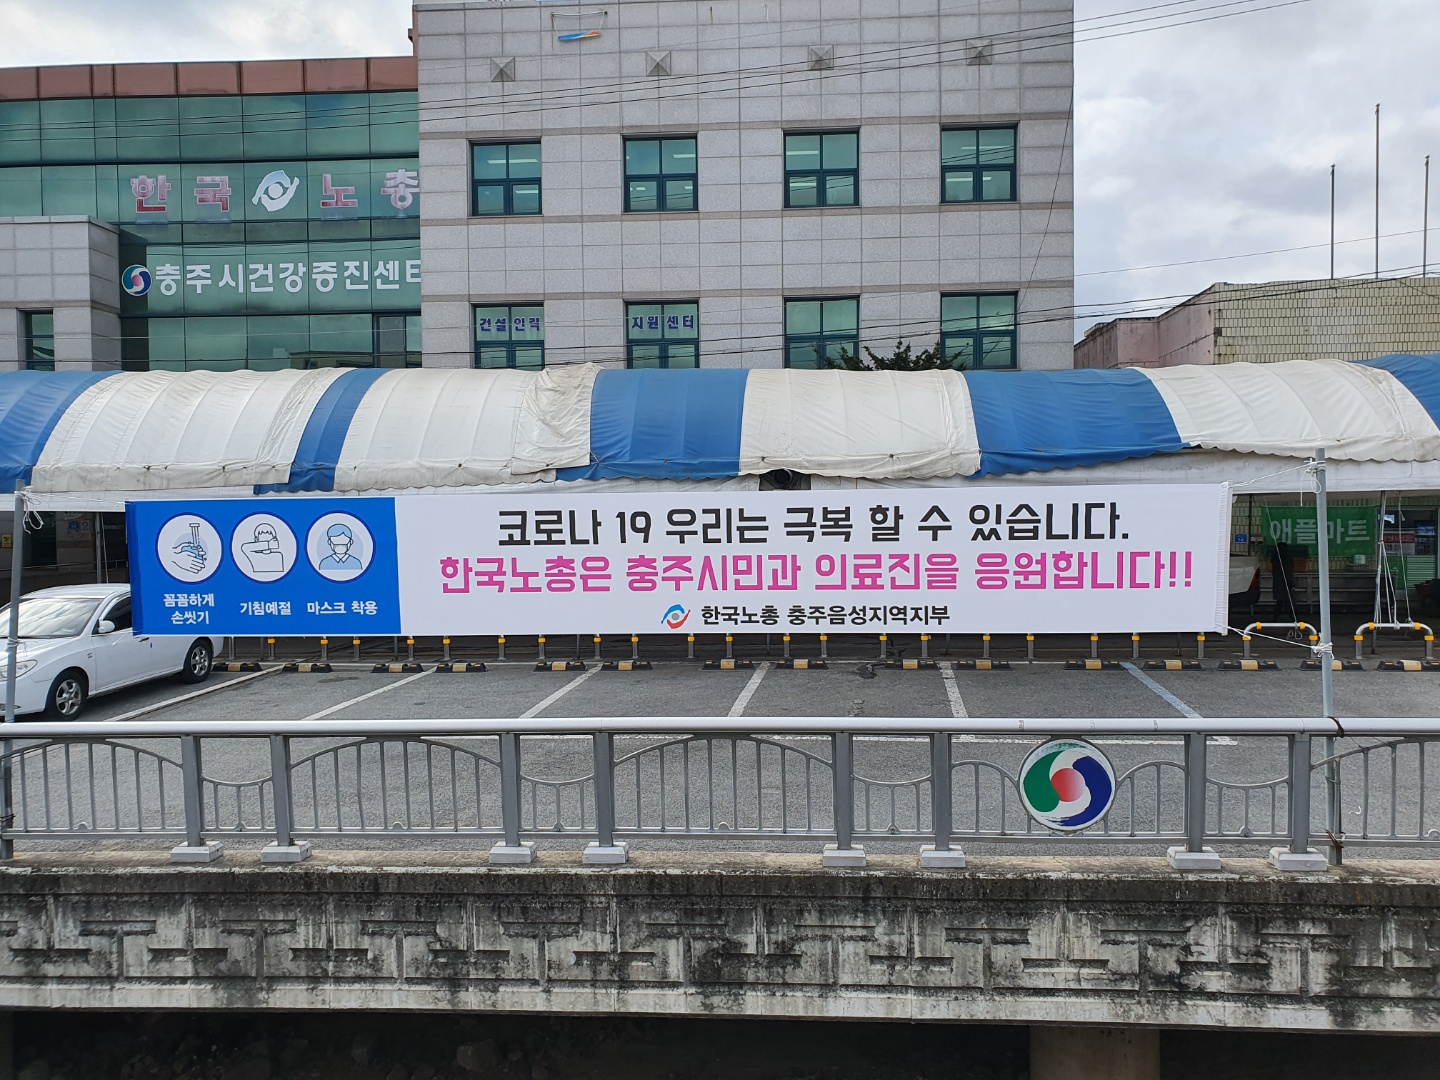 한국노총
충주시건강증진센터
건설인력
지원센터
애플마트
코로나 19 우리는 극복 할 수 있습니다.
한국노총은 충주시민과 의료진을 응원합니다!!
한국노총 충주음성지역지부
꼼꼼하게
손씻기
기침예절
마스크 착용